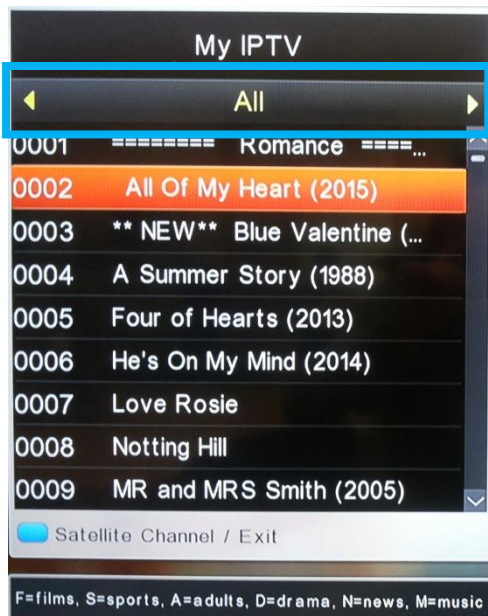 My IPTV
All
0001 ======== Romance ====...
0002 All Of My Heart (2015)
0003 ** NEW** Blue Valentine (...
0004 A Summer Story (1988)
0005 Four of Hearts (2013)
0006 He's On My Mind (2014)
0007 Love Rosie
0008 Notting Hill
0009 MR and MRS Smith (2005)
Satellite Channel / Exit
F=films, S=sports, A=adults, D=drama, N=news, M=music